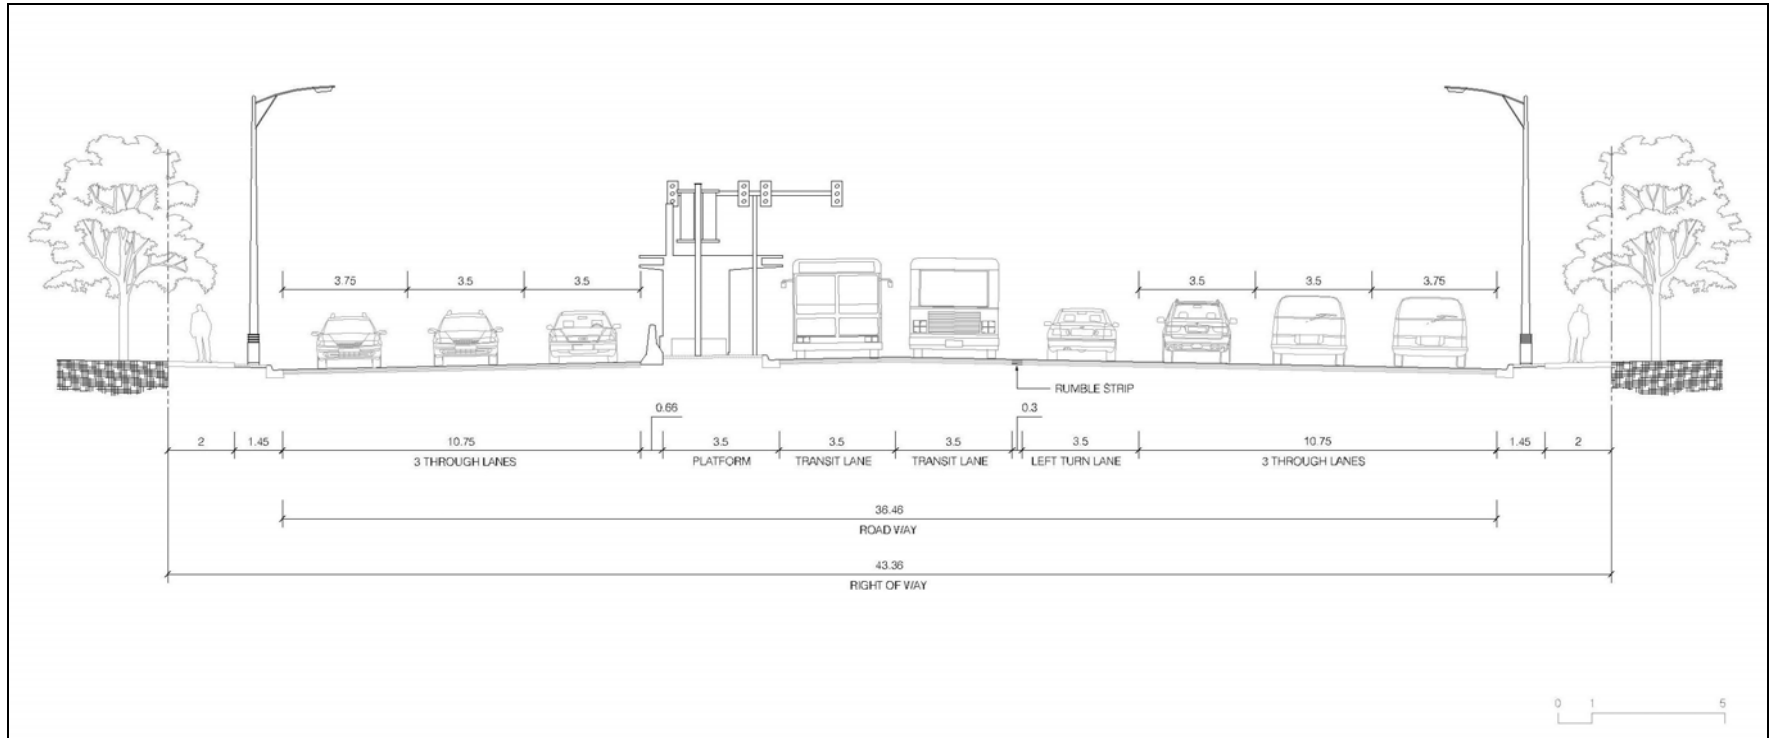 3.75 3.5 3.5 3.5 3.5 3.75
RUMBLE STRIP
0.66 0.3
2 1.45 10.75 3.5 3.5 3.5 3.5 10.75 1.45 2
3 THROUGH LANES PLATFORM TRANSIT LANE TRANSIT LANE LEFT TURN LANE 3 THROUGH LANES
36.46
ROAD WAY
43.36
RIGHT OF WAY
0 1 5